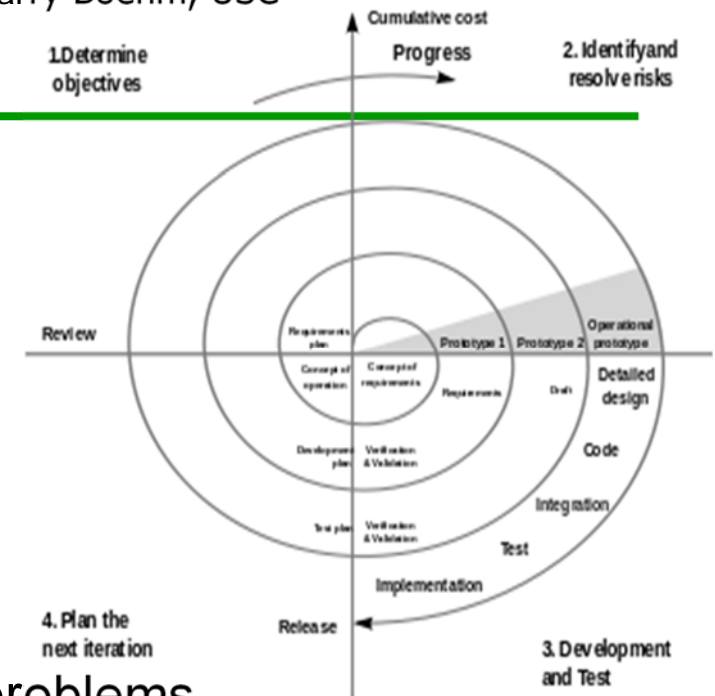 arry Boehm, USC
Cumulative cost
Progress
1.Determine
objectives
2. Identifyand
resolve risks
Review
Requirements
plan
Concept of
operation
Concept of
requirements
Prototype 1
Prototype 2
Operational
prototype
Requirements
Draft
Detailed
design
Development
plan
Verification
& Validation
Code
Integration
Test plan
Verification
& Validation
Test
Implementation
Release
4. Plan the
next iteration
3. Development
and Test
problems